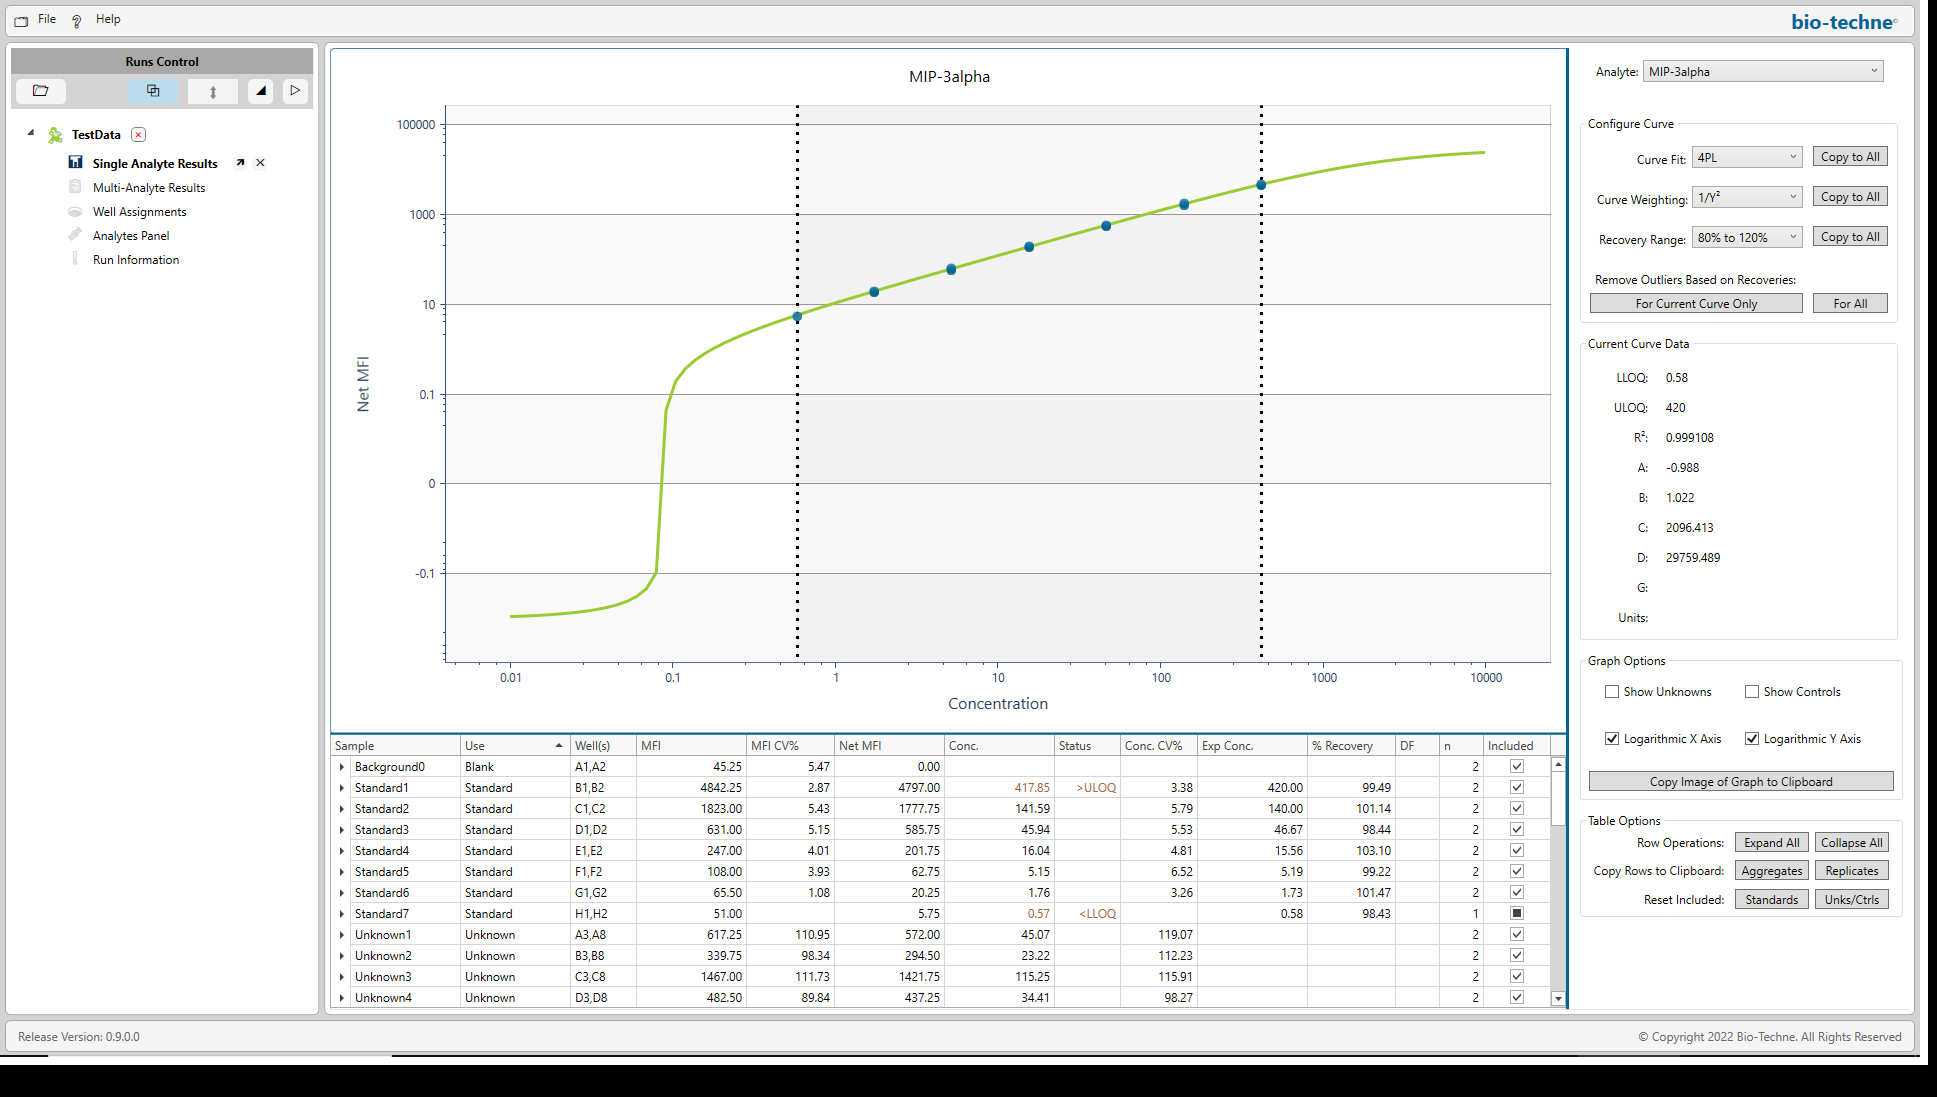 File Help
bio-techne
Runs Control
TestData
Single Analyte Results
Multi-Analyte Results
Well Assignments
Analytes Panel
Run Information
MIP-3alpha
100000
1000
10
0.1
0
-0.1
Net MFI
0.01 0.1 1 10 100 1000 10000
Concentration
Sample Use Well(s) MFI MFI CV% Net MFI Conc. Status Conc. CV% Exp Conc. % Recovery DF n Included
Background0 Blank A1,A2 45.25 5.47 0.00 2
Standard1 Standard B1,B2 4842.25 2.87 4797.00 417.85 >ULOQ 3.38 420.00 99.49 2
Standard2 Standard C1,C2 1823.00 5.43 1777.75 141.59 5.79 140.00 101.14 2
Standard3 Standard D1,D2 631.00 5.15 585.75 45.94 5.53 46.67 98.44 2
Standard4 Standard E1,E2 247.00 4.01 201.75 16.04 4.81 15.56 103.10 2
Standard5 Standard F1,F2 108.00 3.93 62.75 5.15 6.52 5.19 99.22 2
Standard6 Standard G1,G2 65.50 1.08 20.25 1.76 3.26 1.73 101.47 2
Standard7 Standard H1,H2 51.00 5.75 0.57 <LLOQ 0.58 98.43 1
Unknown1 Unknown A3,A8 617.25 110.95 572.00 45.07 119.07 2
Unknown2 Unknown B3,B8 339.75 98.34 294.50 23.22 112.23 2
Unknown3 Unknown C3,C8 1467.00 111.73 1421.75 115.25 115.91 2
Unknown4 Unknown D3,D8 482.50 89.84 437.25 34.41 98.27 2
Analyte: MIP-3alpha
Configure Curve
Curve Fit: 4PL Copy to All
Curve Weighting: 1/Y² Copy to All
Recovery Range: 80% to 120% Copy to All
Remove Outliers Based on Recoveries:
For Current Curve Only For All
Current Curve Data
LLOQ: 0.58
ULOQ: 420
R²: 0.999108
A: -0.988
B: 1.022
C: 2096.413
D: 29759.489
G:
Units:
Graph Options
Show Unknowns Show Controls
Logarithmic X Axis Logarithmic Y Axis
Copy Image of Graph to Clipboard
Table Options
Row Operations: Expand All Collapse All
Copy Rows to Clipboard: Aggregates Replicates
Reset Included: Standards Unks/Ctrls
Release Version: 0.9.0.0
© Copyright 2022 Bio-Techne. All Rights Reserved